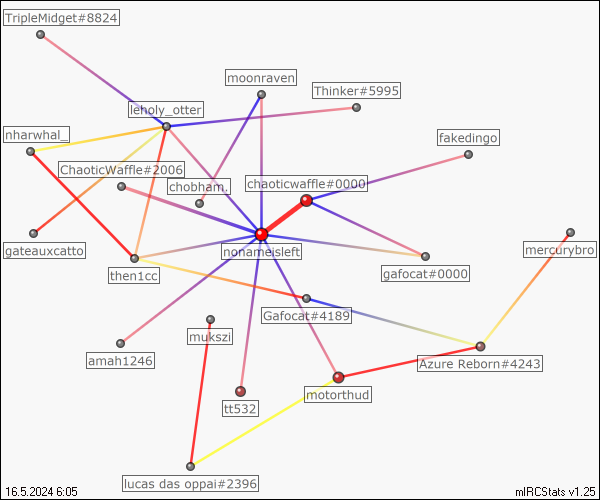 TripleMidget#8824
moonraven
Thinker#5995
leholy_otter
nharwhal_
fakedingo
ChaoticWaffle#2006
chobham.
chaoticwaffle#0000
gateauxcatto
nonameisleft
mercurybro
then1cc
gafocat#0000
Gafocat#4189
mukszi
amah1246
Azure Reborn#4243
tt532
motorthud
lucas das oppai#2396
16.5.2024 6:05
mIRCStats v1.25